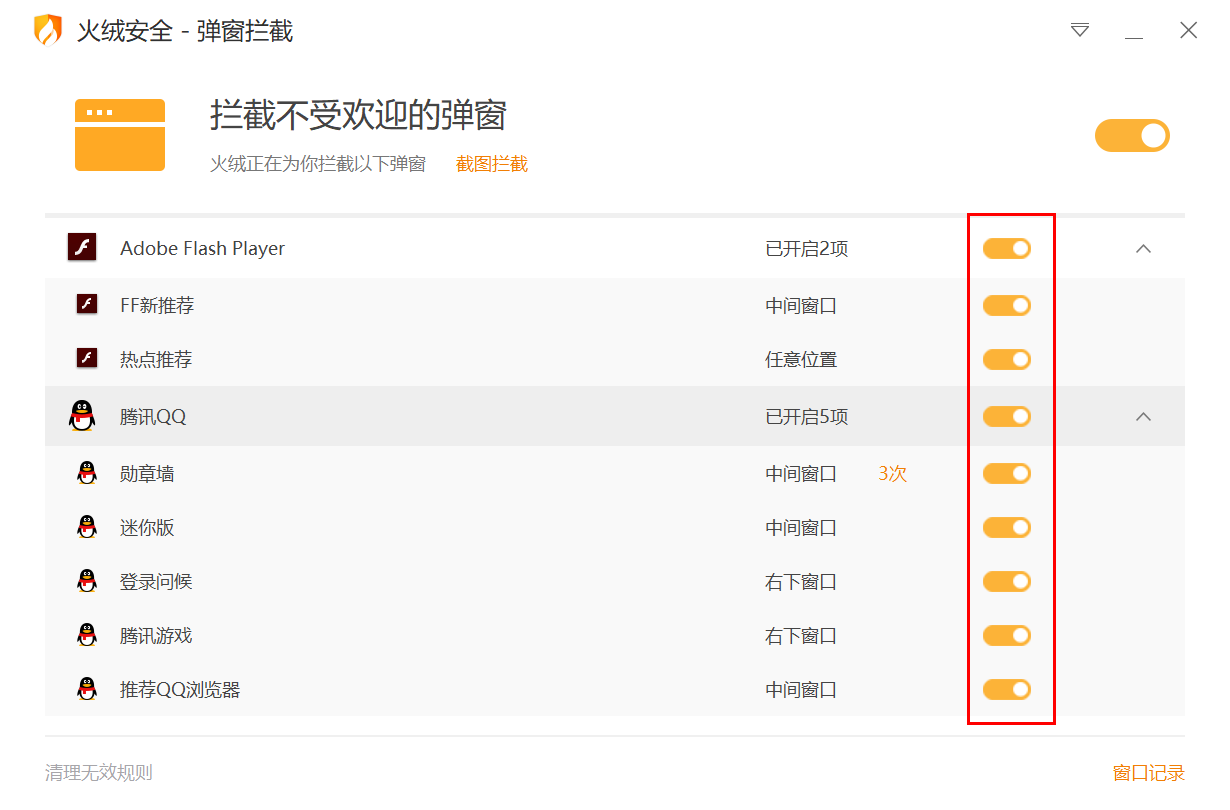 火绒安全 - 弹窗拦截
拦截不受欢迎的弹窗
火绒正在为你拦截以下弹窗 截图拦截
Adobe Flash Player 已开启2项
FF新推荐 中间窗口
热点推荐 任意位置
腾讯QQ 已开启5项
勋章墙 中间窗口 3次
迷你版 中间窗口
登录问候 右下窗口
腾讯游戏 右下窗口
推荐QQ浏览器 中间窗口
清理无效规则 窗口记录